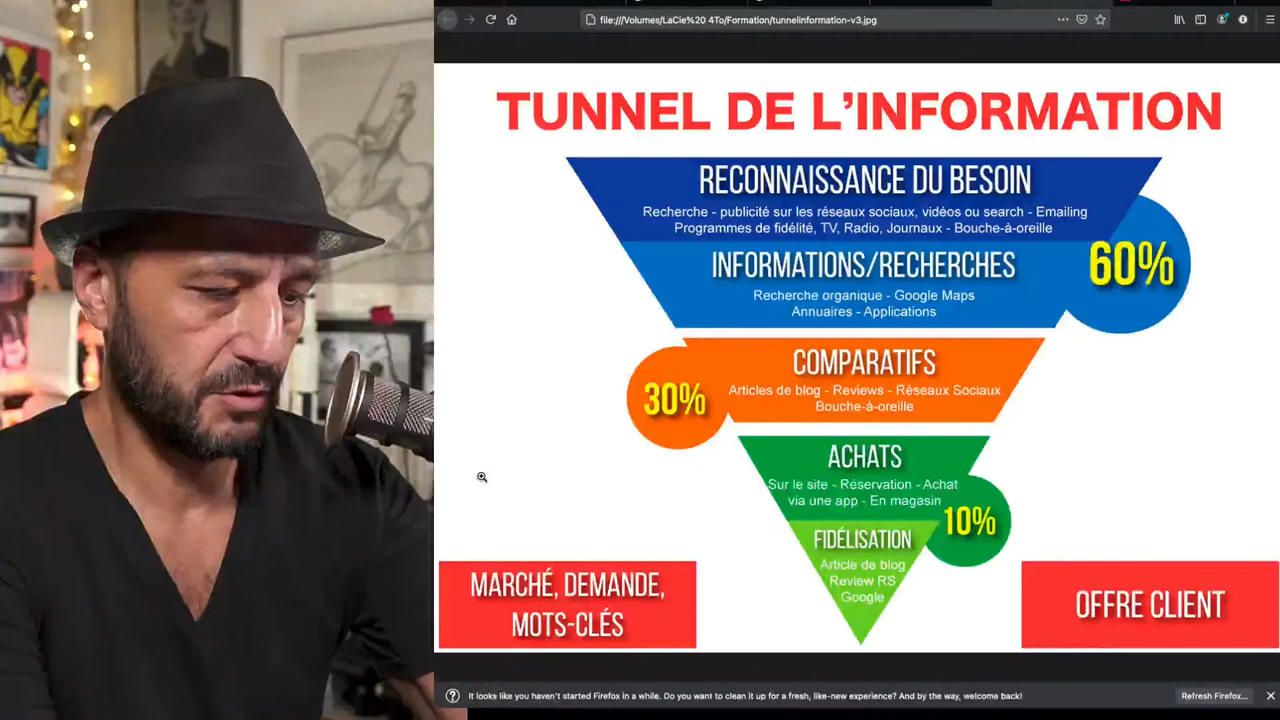 file:///Volumes/LaCie%20 4To/Formation/tunnelinformation-v3.jpg
TUNNEL DE L'INFORMATION
RECONNAISSANCE DU BESOIN
Recherche - publicité sur les réseaux sociaux, vidéos ou search - Emailing
Programmes de fidélité, TV, Radio, Journaux - Bouche-à-oreille
60%
INFORMATIONS/RECHERCHES
Recherche organique - Google Maps
Annuaires - Applications
COMPARATIFS
30%
Articles de blog - Reviews - Réseaux Sociaux
Bouche-à-oreille
ACHATS
Sur le site - Réservation - Achat
via une app - En magasin
10%
FIDÉLISATION
Article de blog
Review RS
Google
MARCHÉ, DEMANDE,
MOTS-CLÉS
OFFRE CLIENT
It looks like you haven't started Firefox in a while. Do you want to clean it up for a fresh, like-new experience? And by the way, welcome back!
Refresh Firefox...